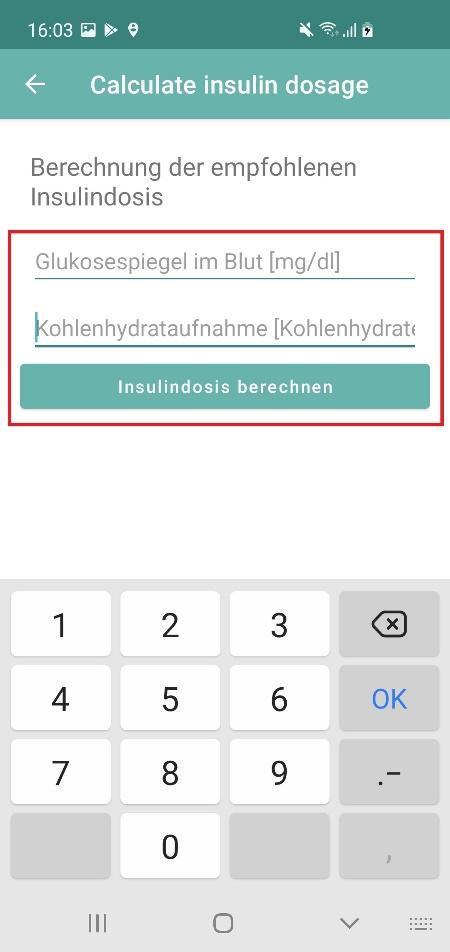 16:03
Calculate insulin dosage
Berechnung der empfohlenen
Insulindosis
Glukosespiegel im Blut [mg/dl]
Kohlenhydrataufnahme [Kohlenhydrate
Insulindosis berechnen
1 2 3
4 5 6 OK
7 8 9 .-
0 ,